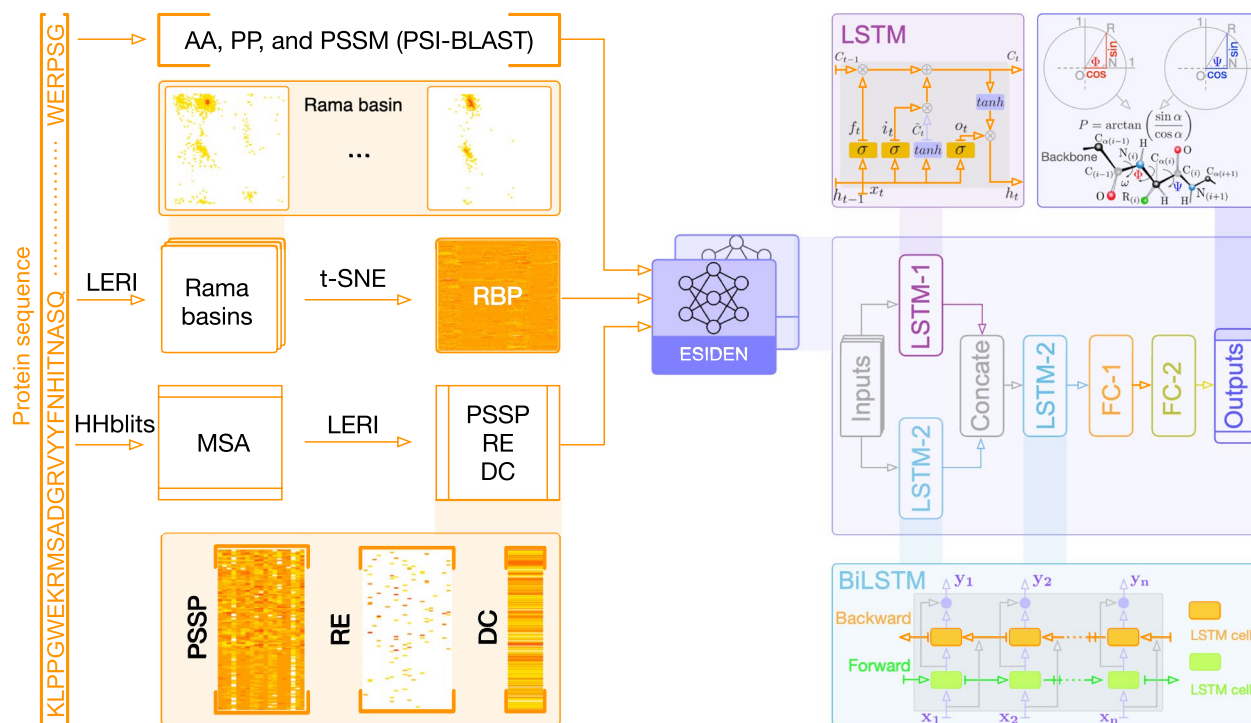 Protein sequence
KLPPGWEKRMSADGRVYYFNHITNASQ ........... WERPSG
AA, PP, and PSSM (PSI-BLAST)
Rama basin
...
LERI
Rama
basins
t-SNE
RBP
HHblits
MSA
LERI
PSSP
RE
DC
PSSP
RE
DC
ESIDEN
LSTM
C_{t-1}
C_t
tanh
f_t
i_t
C̃_t
o_t
σ
σ
tanh
σ
h_{t-1}
x_t
h_t
1
R
sin
Φ
N
1
O
cos
1
R
sin
Ψ
N
1
O
cos
P = arctan (sin α / cos α)
Backbone
C_{α(i−1)}
N_{(i)}
H
C_{α(i)}
O
C_{(i−1)}
ω
Φ
Ψ
C_{(i)}
C_{α(i+1)}
O
R_{(i)}
H
H
N_{(i+1)}
Inputs
LSTM-1
LSTM-2
Concate
LSTM-2
FC-1
FC-2
Outputs
BiLSTM
y_1
y_2
y_n
Backward
LSTM cell
Forward
LSTM cell
x_1
x_2
x_n